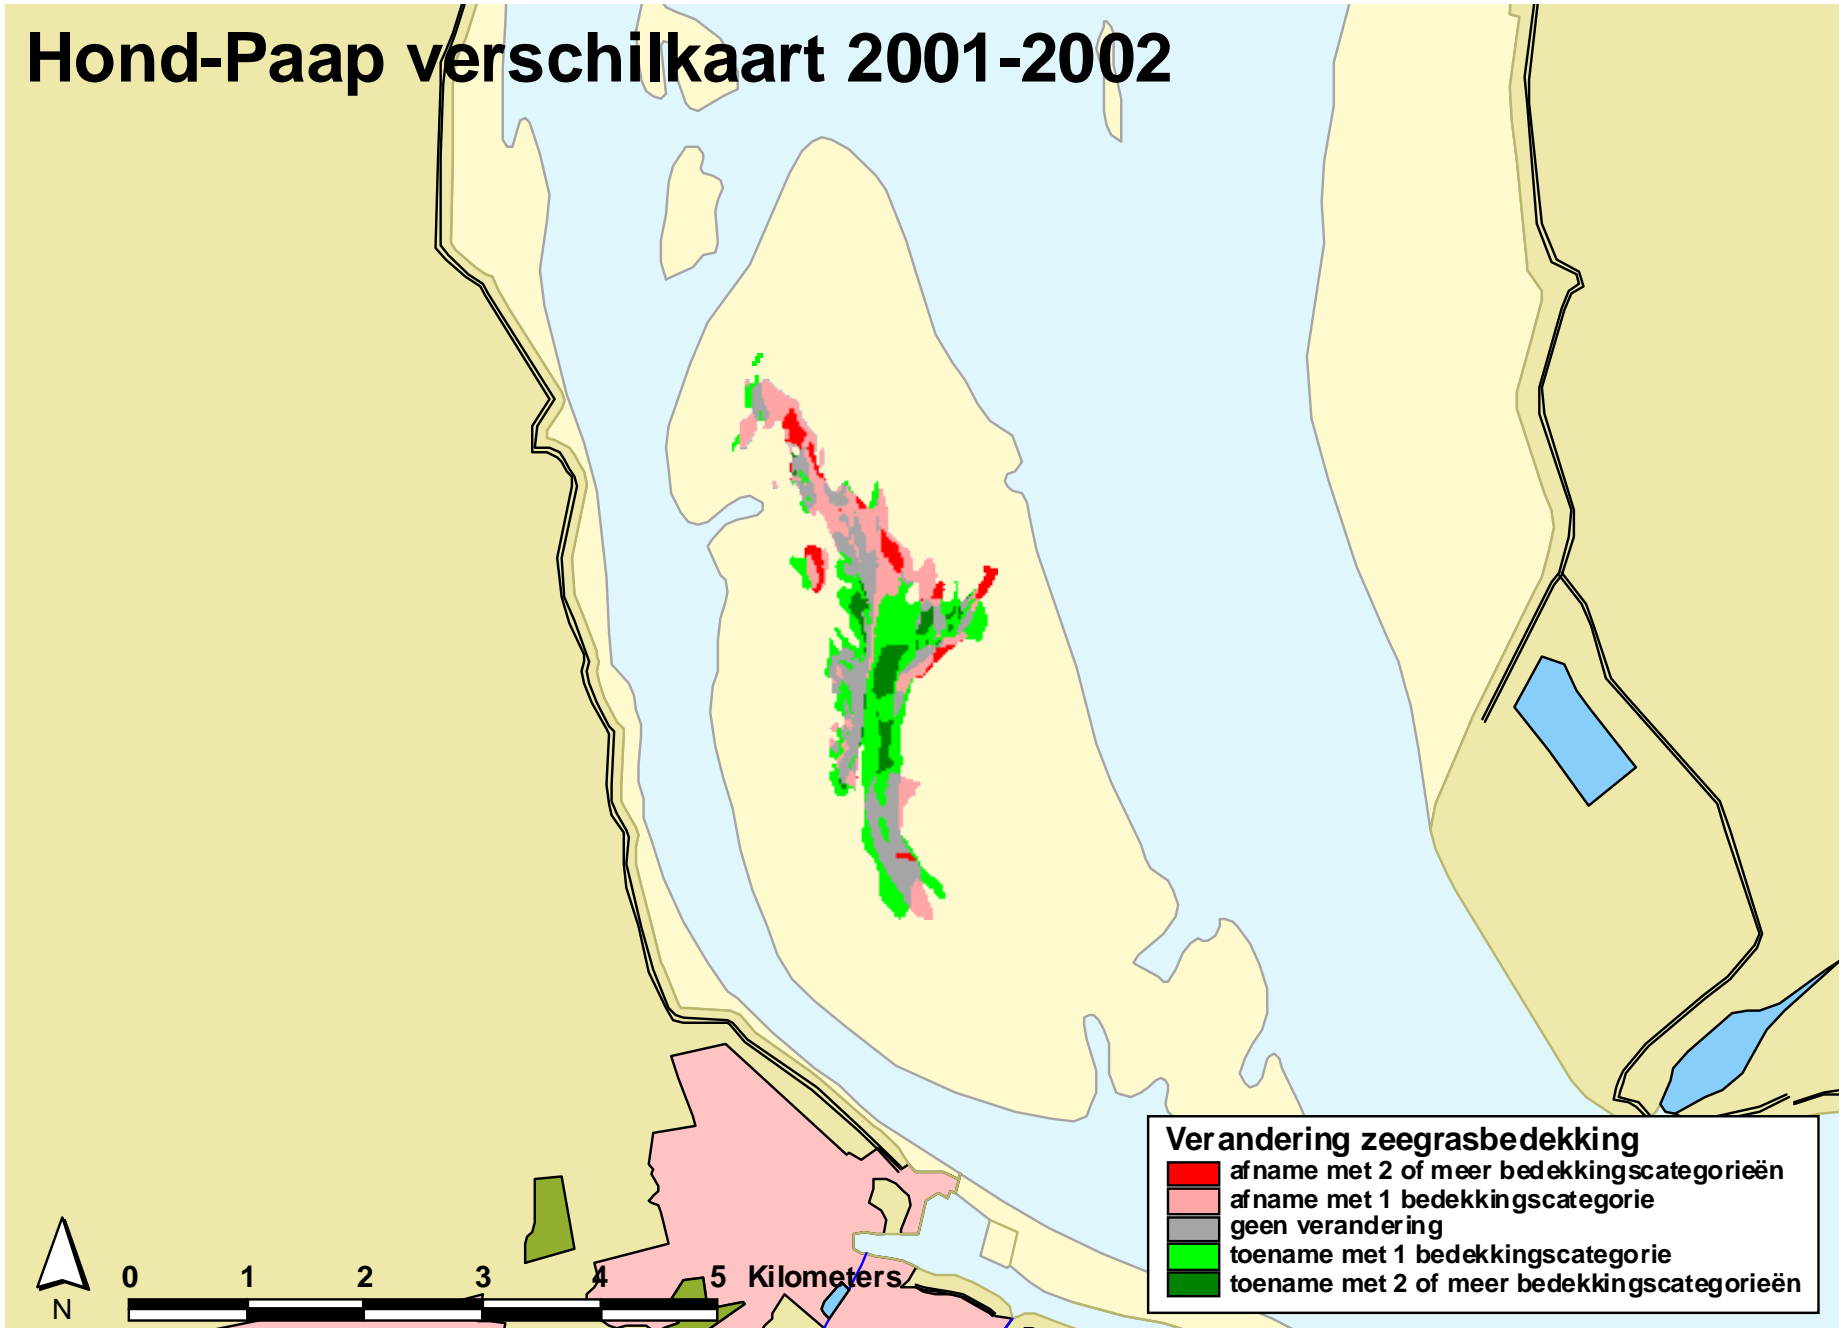 Hond-Paap verschilkaart 2001-2002
Verandering zeegrasbedekking
afname met 2 of meer bedekkingscategorieën
afname met 1 bedekkingscategorie
geen verandering
toename met 1 bedekkingscategorie
toename met 2 of meer bedekkingscategorieën
0 1 2 3 4 5 Kilometers
N